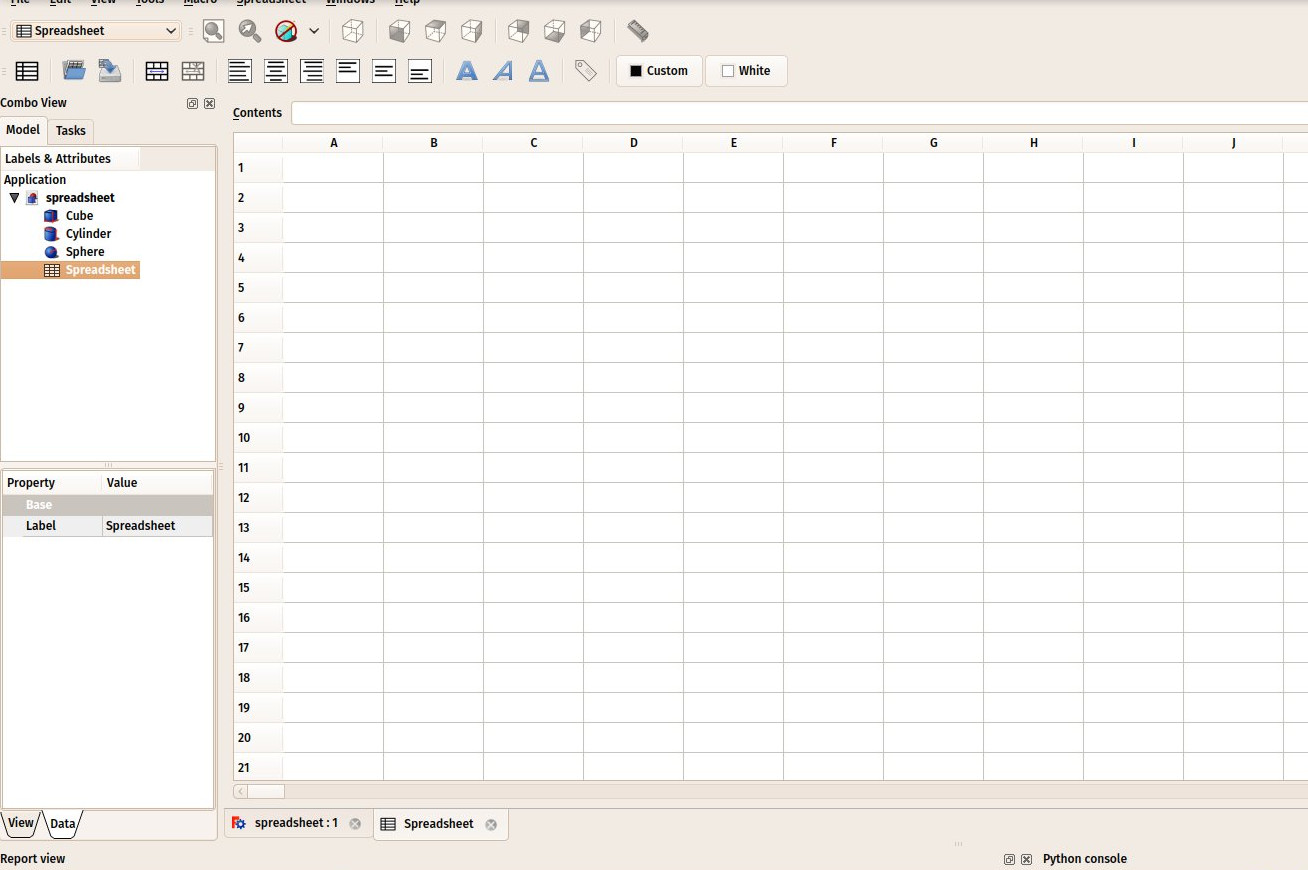 File Edit View Tools Macro Spreadsheet Windows Help
Spreadsheet
A A A Custom White
Combo View
Contents
Model Tasks
Labels & Attributes
Application
spreadsheet
Cube
Cylinder
Sphere
Spreadsheet
A B C D E F G H I J
1
2
3
4
5
6
7
8
9
10
11
12
13
14
15
16
17
18
19
20
21
Property Value
Base
Label Spreadsheet
View Data
spreadsheet : 1 Spreadsheet
Report view Python console